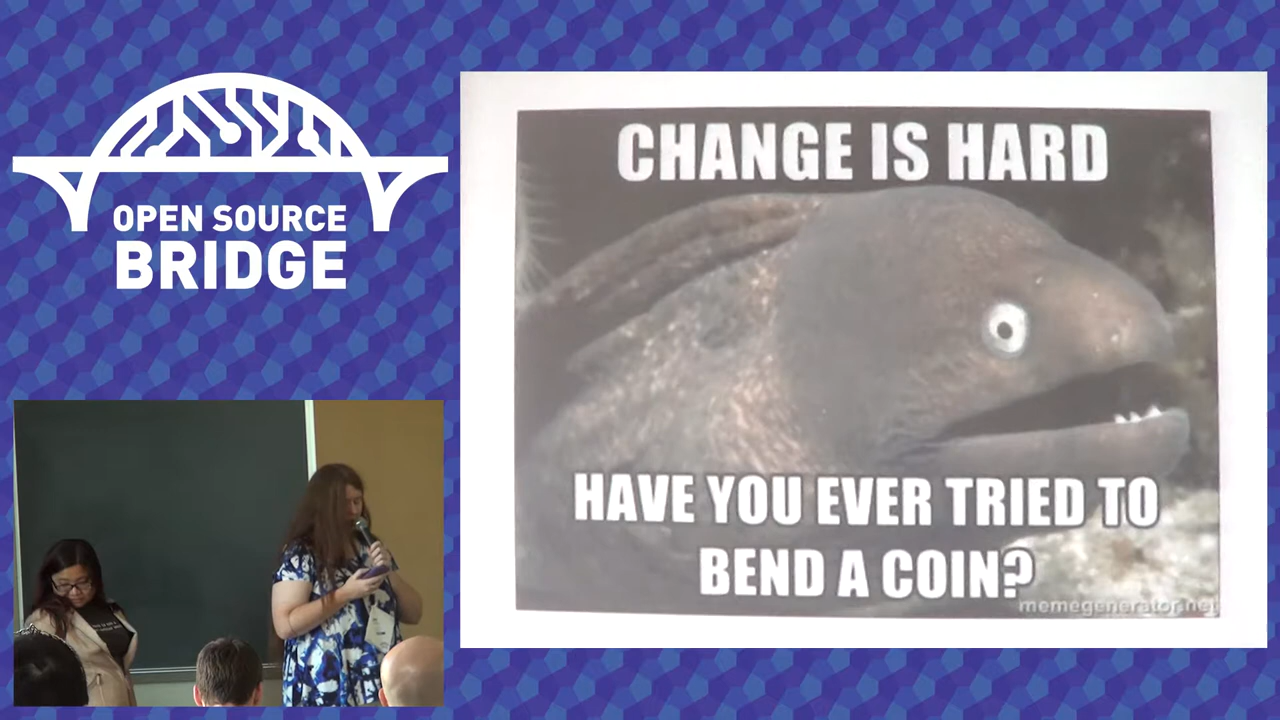 OPEN SOURCE
BRIDGE
CHANGE IS HARD
HAVE YOU EVER TRIED TO
BEND A COIN?
memegenerator.net